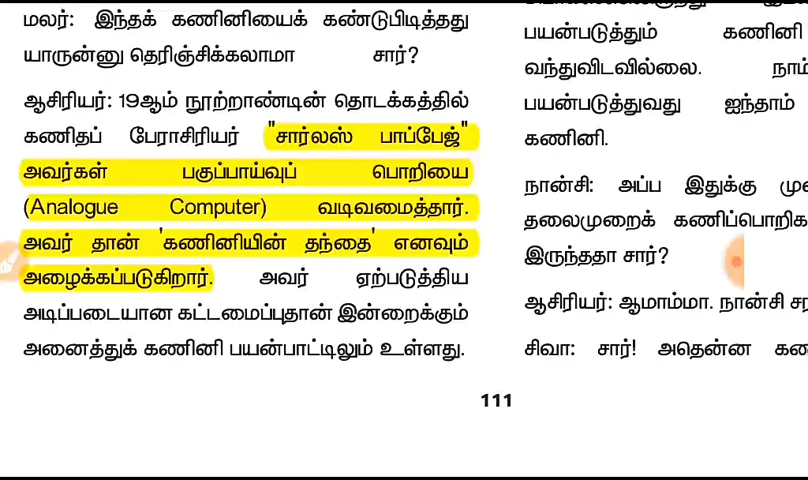 மலர்: இந்தக் கணினியைக் கண்டுபிடித்தது
யாருன்னு தெரிஞ்சிக்கலாமா சார்?
ஆசிரியர்: 19ஆம் நூற்றாண்டின் தொடக்கத்தில்
கணிதப் பேராசிரியர் "சார்லஸ் பாப்பேஜ்"
அவர்கள் பகுப்பாய்வுப் பொறியை
(Analogue Computer) வடிவமைத்தார்.
அவர் தான் 'கணினியின் தந்தை' எனவும்
அழைக்கப்படுகிறார். அவர் ஏற்படுத்திய
அடிப்படையான கட்டமைப்புதான் இன்றைக்கும்
அனைத்துக் கணினி பயன்பாட்டிலும் உள்ளது.
பயன்படுத்தும் கணினி
வந்துவிடவில்லை. நாம்
பயன்படுத்துவது ஐந்தாம்
கணினி.
நான்சி: அப்ப இதுக்கு
தலைமுறைக் கணிப்பொறிக
இருந்ததா சார்?
ஆசிரியர்: ஆமாம்மா. நான்சி
சிவா: சார்! அதென்ன
111